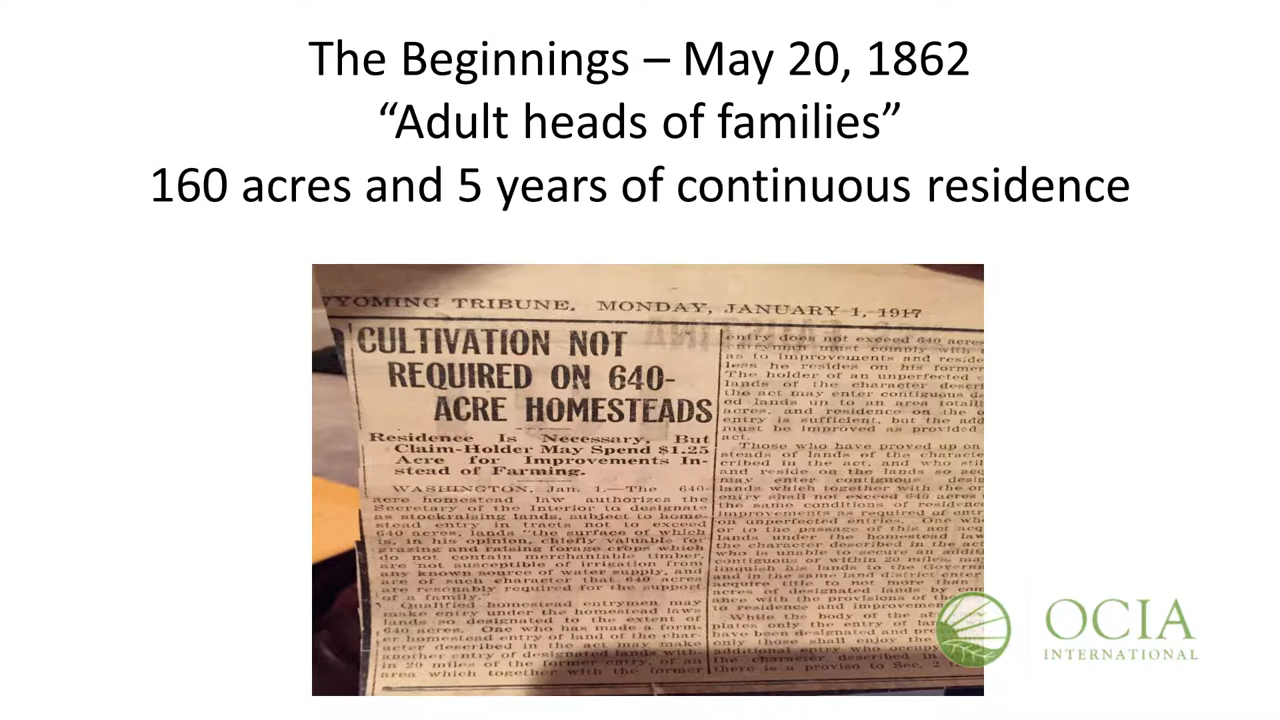 The Beginnings – May 20, 1862
“Adult heads of families”
160 acres and 5 years of continuous residence
WYOMING TRIBUNE, MONDAY, JANUARY 1, 1917
CULTIVATION NOT
REQUIRED ON 640-
ACRE HOMESTEADS
Residence Is Necessary, But
Claim-Holder May Spend $1.25
Acre for Improvements In-
stead of Farming.
WASHINGTON, Jan. 1.—The 640-
acre homestead law authorizes the
Secretary of the Interior to designate
as stockraising lands, subject to home-
stead entry in tracts not to exceed
640 acres, lands "the surface of which
is, in his opinion, chiefly valuable for
grazing and raising forage crops which
do not contain merchantable timber,
are not susceptible of irrigation from
any known source of water supply, and
are of such character that 640 acres
are reasonably required for the support
of a family."
Qualified homestead entrymen may
make entry under the homestead laws
lands so designated to the extent of
640 acres. One who has made a form-
er homestead entry of land of the char-
acter described in the act, may make
another entry of designated lands with-
in 20 miles of the former entry, of an
area which together with the former
entry does not exceed 640 acres
entryman must comply with
as to improvements and reside
less he resides on his former
The holder of an unperfected
lands of the character descri
the act may enter contiguous de
ed lands up to an area totall
acres, and residence on the o
entry is sufficient, but the add
must be improved as provided
act.
Those who have proved up on
steads of lands of the characte
cribed in the act, and who stil
and reside on the lands so acq
may enter contiguous desig
lands which together with the or
entry shall not exceed 640 acres
the same conditions of residenc
improvements as required of entr
on unperfected entries. One wh
or to the passage of this act acq
lands under the homestead law
the character described in the act
who is unable to secure an additi
contiguous or within 20 miles, may
linquish his lands to the Governm
and in the same land district enter
acquire title to not more than
acres of designated lands by com
ance with the provisions of the
to residence and improvemen
While the body of the ab
plates only the entry of la
have been designated and pr
only those shall enjoy the
additional entry who occupy
the character described in
there is a proviso to Sec. 2
OCIA
INTERNATIONAL